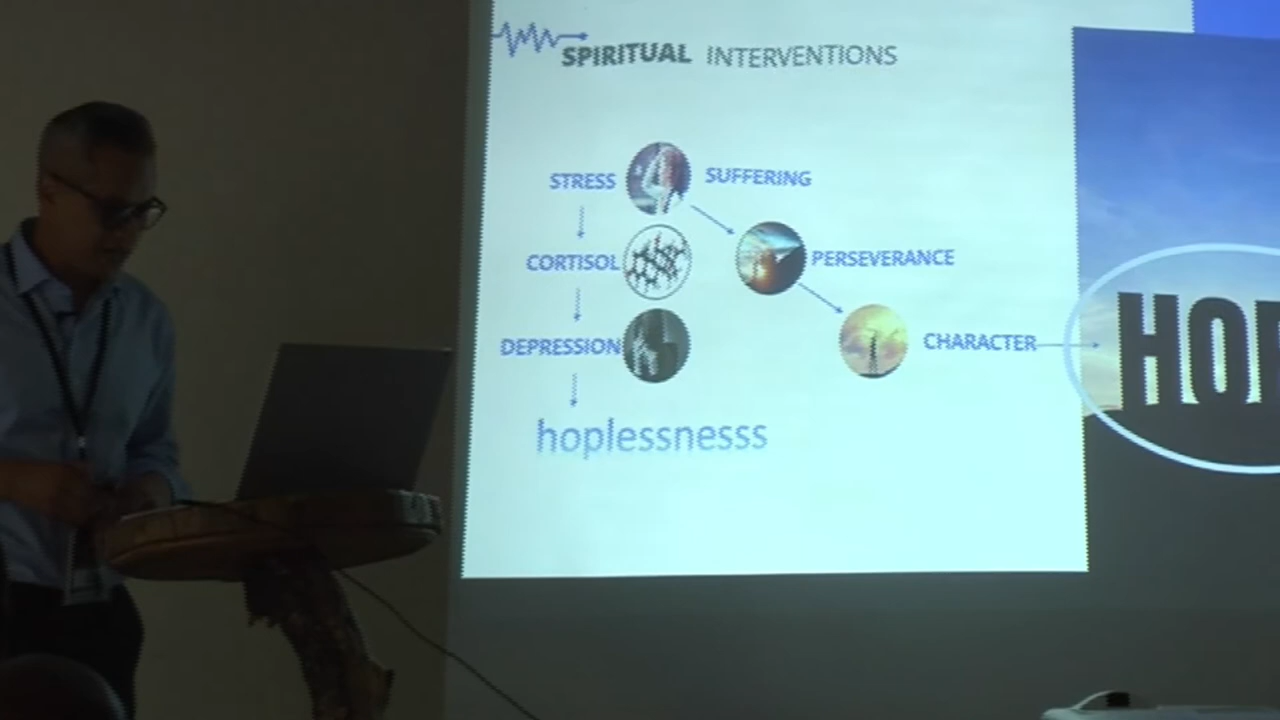 SPIRITUAL INTERVENTIONS
STRESS SUFFERING
CORTISOL PERSEVERANCE
DEPRESSION CHARACTER
hoplessnesss